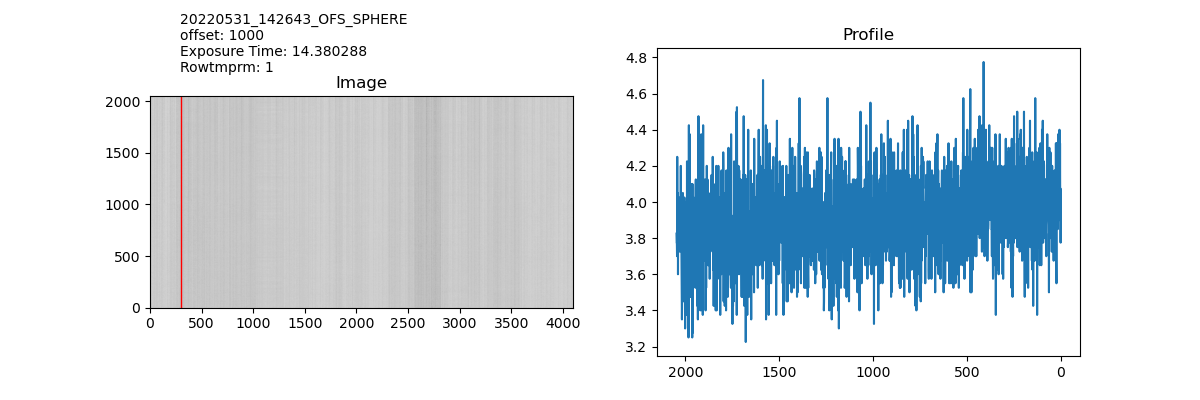 20220531_142643_OFS_SPHERE
offset: 1000
Exposure Time: 14.380288
Rowtmprm: 1
Image
2000
1500
1000
500
0
0 500 1000 1500 2000 2500 3000 3500 4000
Profile
4.8
4.6
4.4
4.2
4.0
3.8
3.6
3.4
3.2
2000 1500 1000 500 0